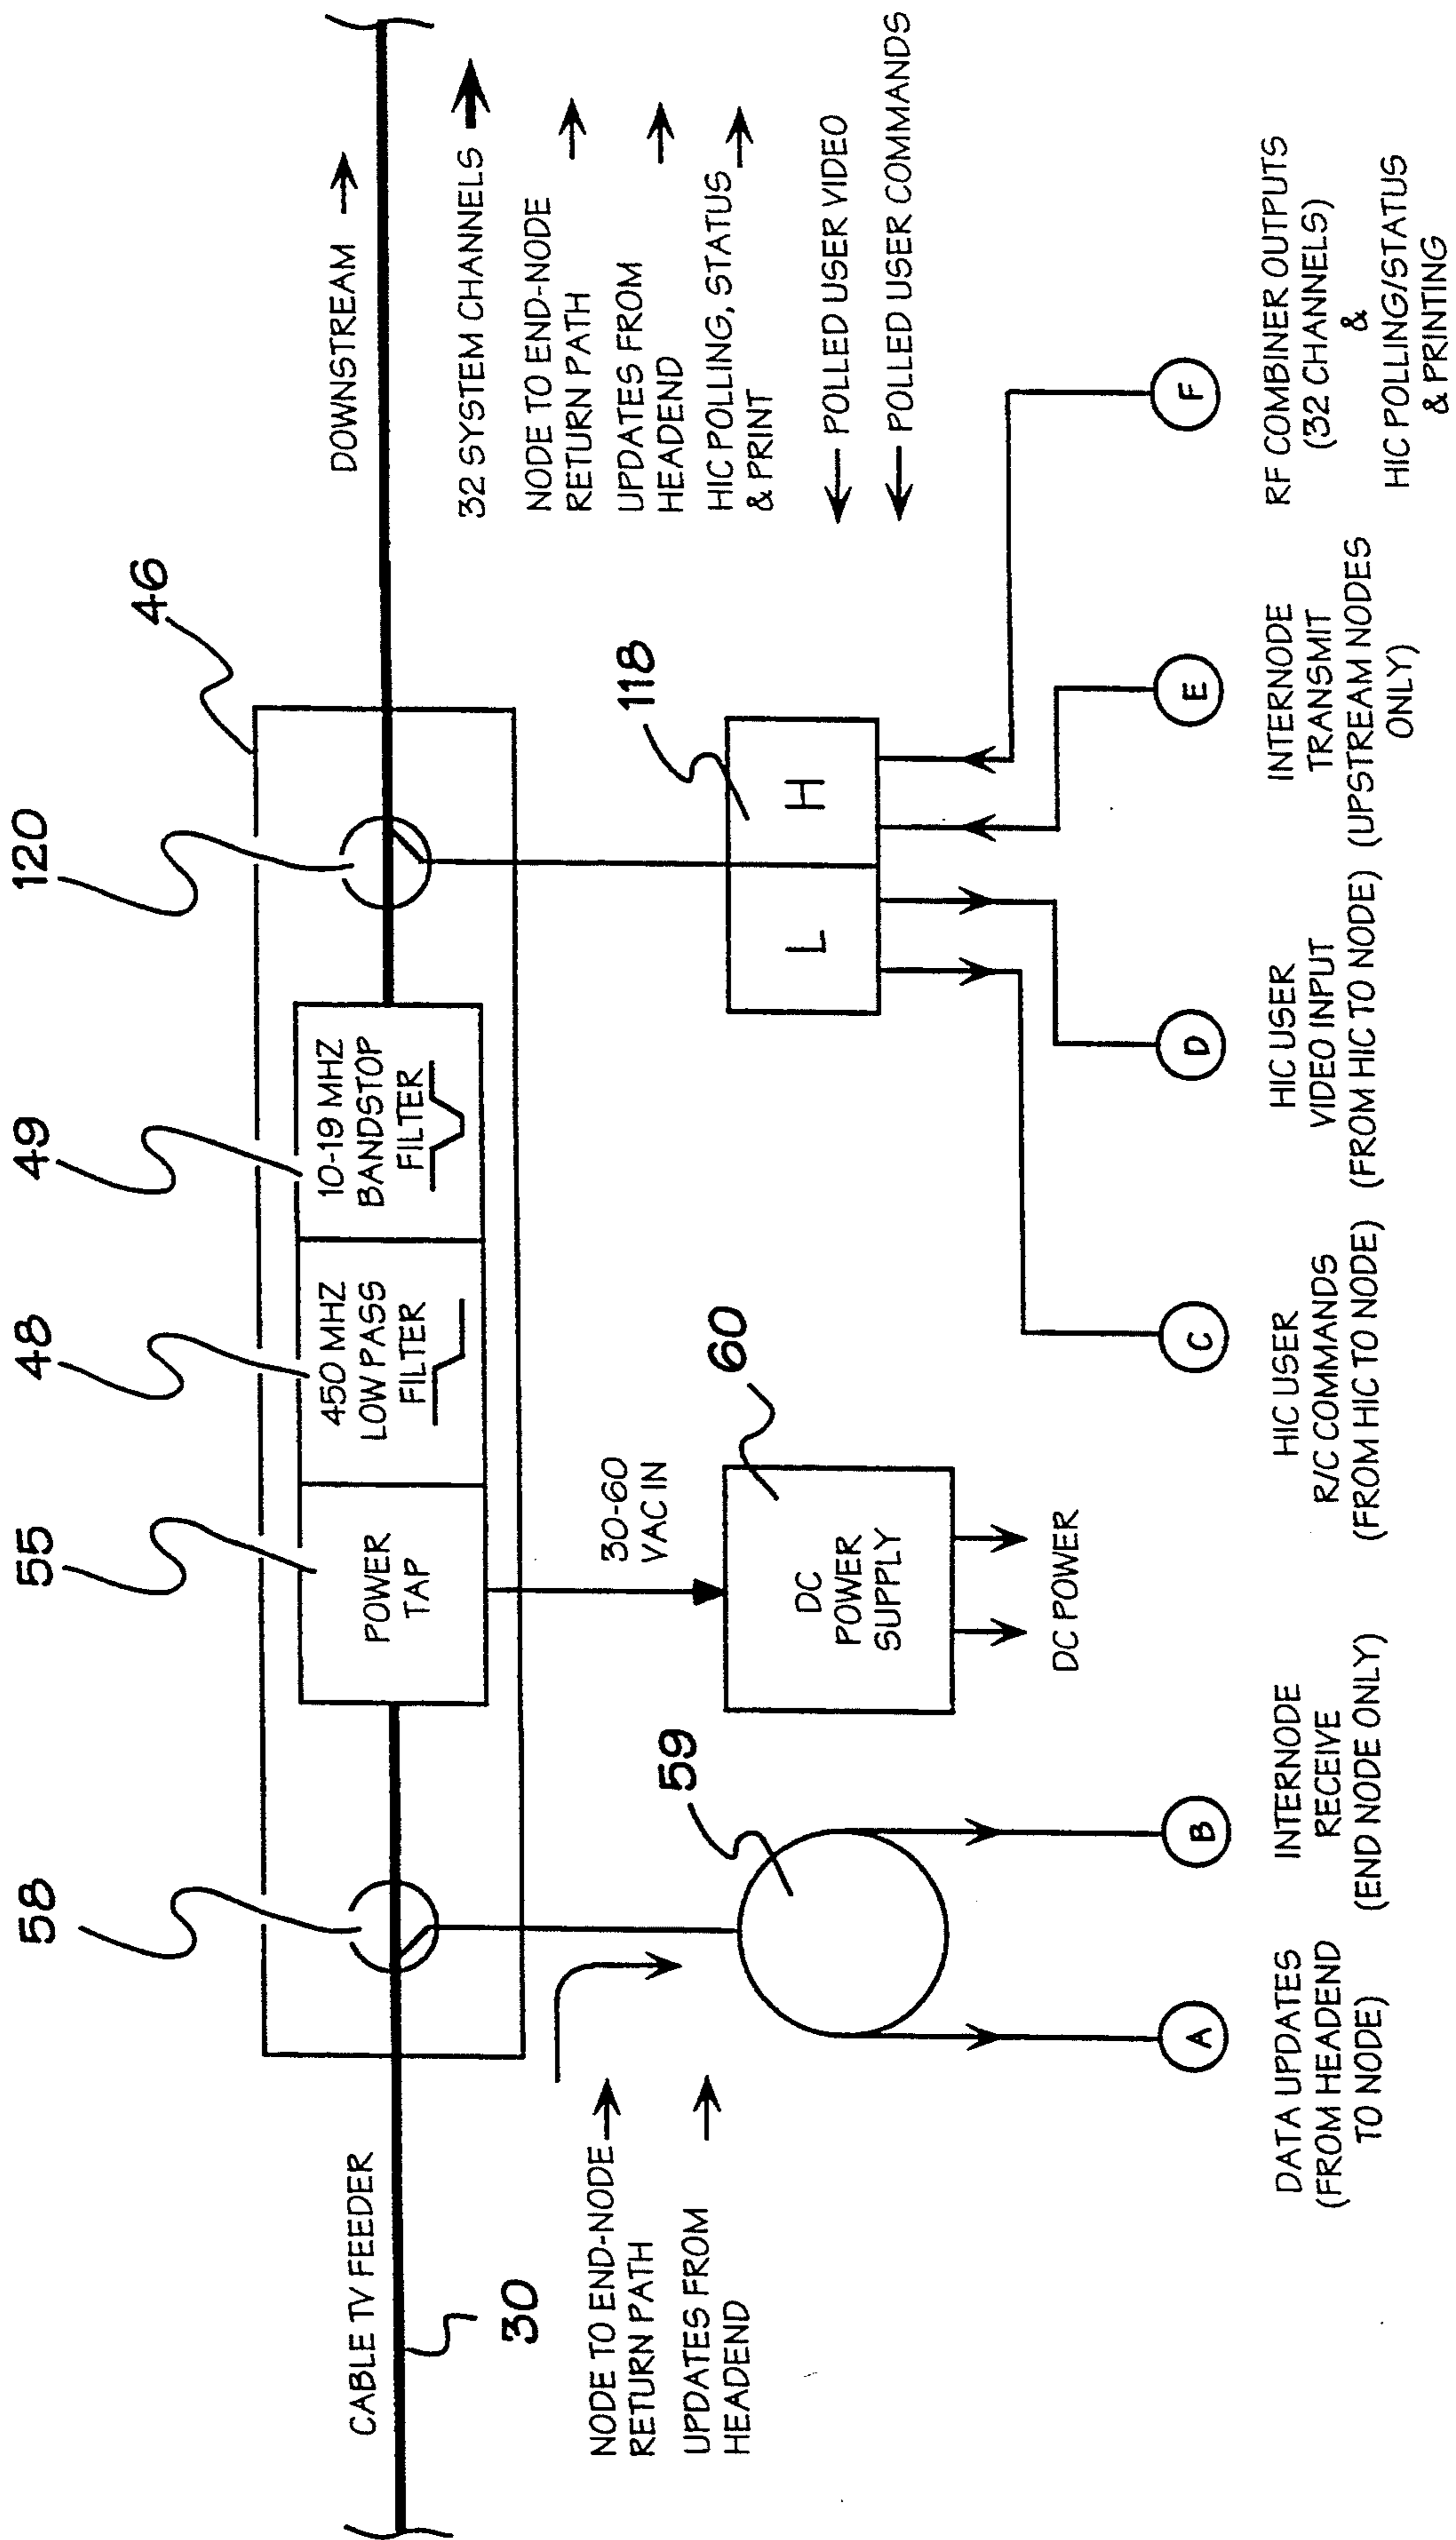 120
46
49
48
55
58
DOWNSTREAM
CABLE TV FEEDER
30
POWER
TAP
450 MHZ
LOW PASS
FILTER
10-19 MHZ
BANDSTOP
FILTER
32 SYSTEM CHANNELS
NODE TO END-NODE
RETURN PATH
UPDATES FROM
HEADEND
HIC POLLING, STATUS
& PRINT
POLLED USER VIDEO
POLLED USER COMMANDS
NODE TO END-NODE
RETURN PATH
UPDATES FROM
HEADEND
59
30-60
VAC IN
60
DC
POWER
SUPPLY
DC POWER
118
L
H
A
B
C
D
E
F
DATA UPDATES
(FROM HEADEND
TO NODE)
INTERNODE
RECEIVE
(END NODE ONLY)
HIC USER
R/C COMMANDS
(FROM HIC TO NODE)
HIC USER
VIDEO INPUT
(FROM HIC TO NODE)
INTERNODE
TRANSMIT
(UPSTREAM NODES
ONLY)
RF COMBINER OUTPUTS
(32 CHANNELS)
&
HIC POLLING/STATUS
& PRINTING